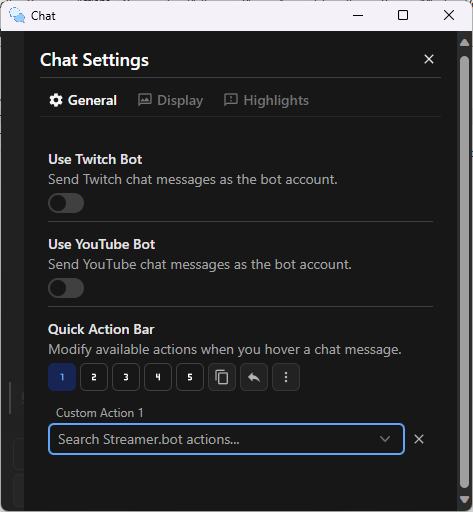 Chat
Chat Settings
General Display Highlights
Use Twitch Bot
Send Twitch chat messages as the bot account.
Use YouTube Bot
Send YouTube chat messages as the bot account.
Quick Action Bar
Modify available actions when you hover a chat message.
1 2 3 4 5
Custom Action 1
Search Streamer.bot actions...